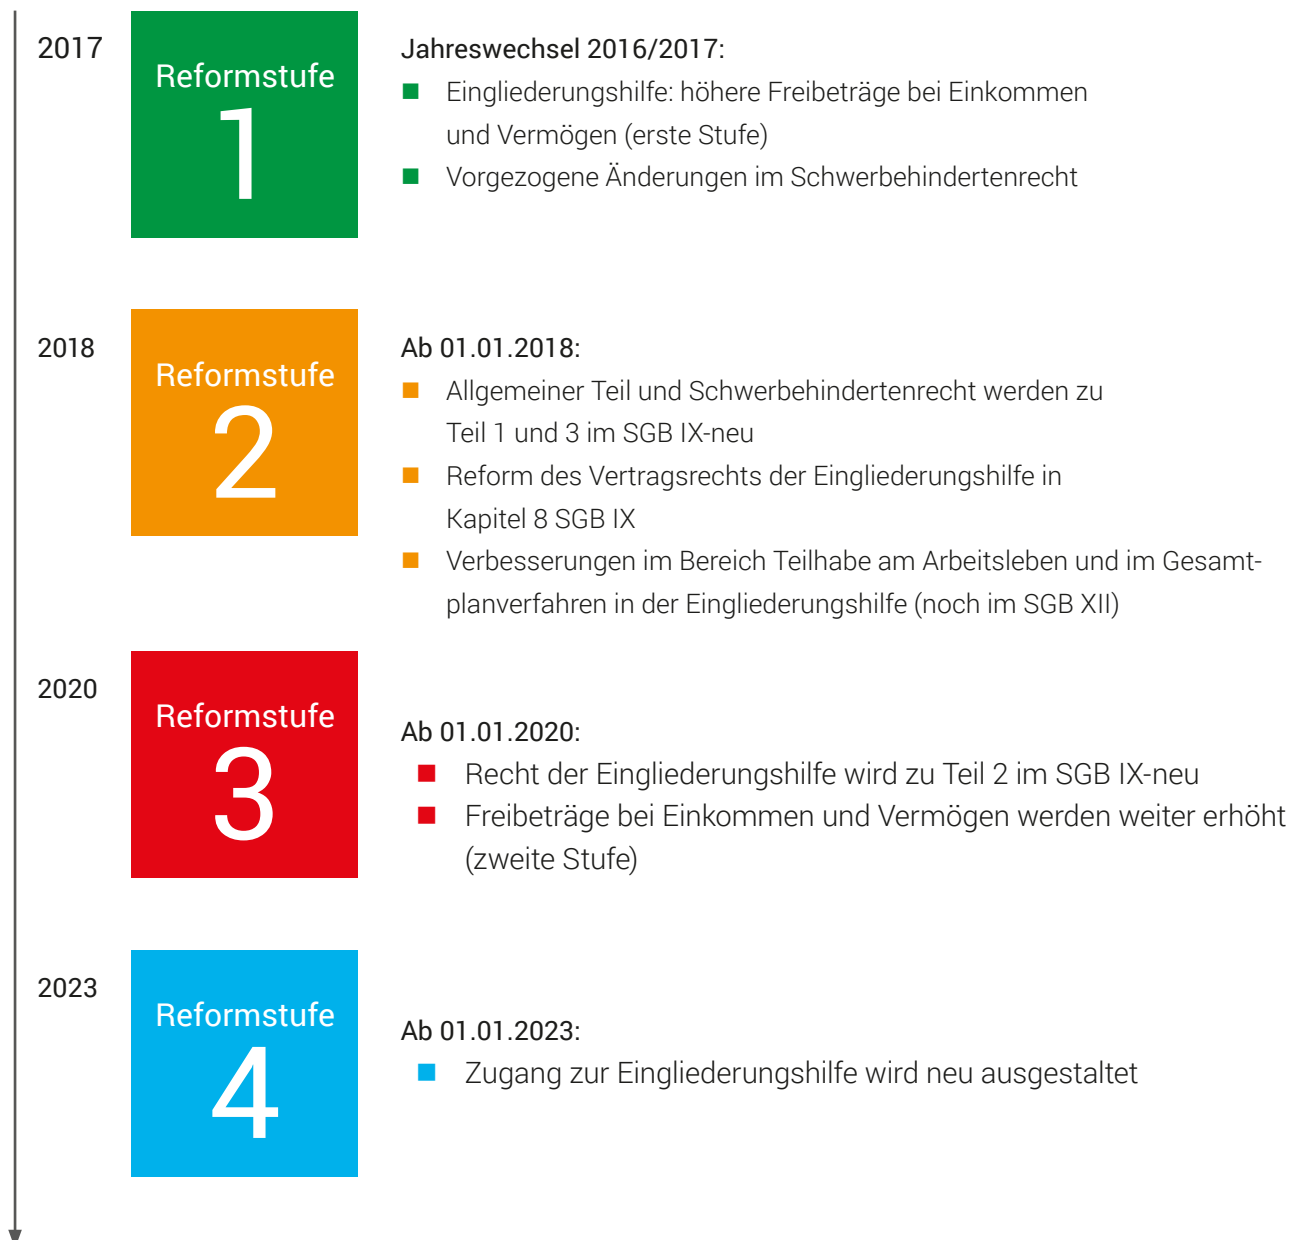 2017
Reformstufe
1
Jahreswechsel 2016/2017:
Eingliederungshilfe: höhere Freibeträge bei Einkommen
und Vermögen (erste Stufe)
Vorgezogene Änderungen im Schwerbehindertenrecht
2018
Reformstufe
2
Ab 01.01.2018:
Allgemeiner Teil und Schwerbehindertenrecht werden zu
Teil 1 und 3 im SGB IX-neu
Reform des Vertragsrechts der Eingliederungshilfe in
Kapitel 8 SGB IX
Verbesserungen im Bereich Teilhabe am Arbeitsleben und im Gesamt-
planverfahren in der Eingliederungshilfe (noch im SGB XII)
2020
Reformstufe
3
Ab 01.01.2020:
Recht der Eingliederungshilfe wird zu Teil 2 im SGB IX-neu
Freibeträge bei Einkommen und Vermögen werden weiter erhöht
(zweite Stufe)
2023
Reformstufe
4
Ab 01.01.2023:
Zugang zur Eingliederungshilfe wird neu ausgestaltet